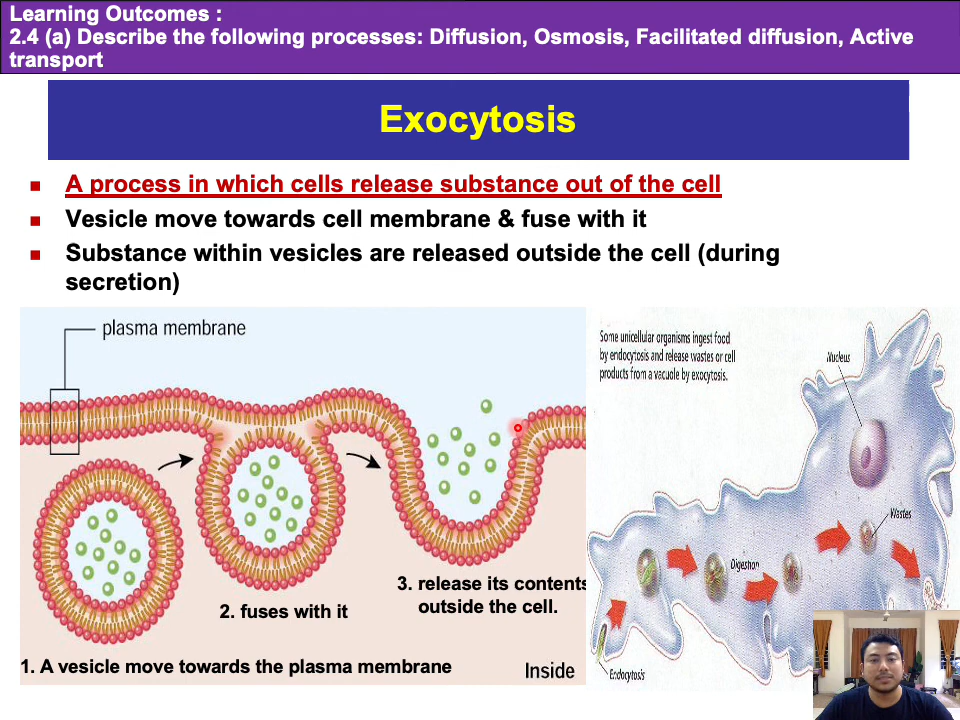 Learning Outcomes :
2.4 (a) Describe the following processes: Diffusion, Osmosis, Facilitated diffusion, Active
transport
Exocytosis
A process in which cells release substance out of the cell
Vesicle move towards cell membrane & fuse with it
Substance within vesicles are released outside the cell (during
secretion)
plasma membrane
1. A vesicle move towards the plasma membrane
2. fuses with it
3. release its contents
outside the cell.
Inside
Some unicellular organisms ingest food
by endocytosis and release wastes or cell
products from a vacuole by exocytosis.
Nucleus
Wastes
Digestion
Endocytosis